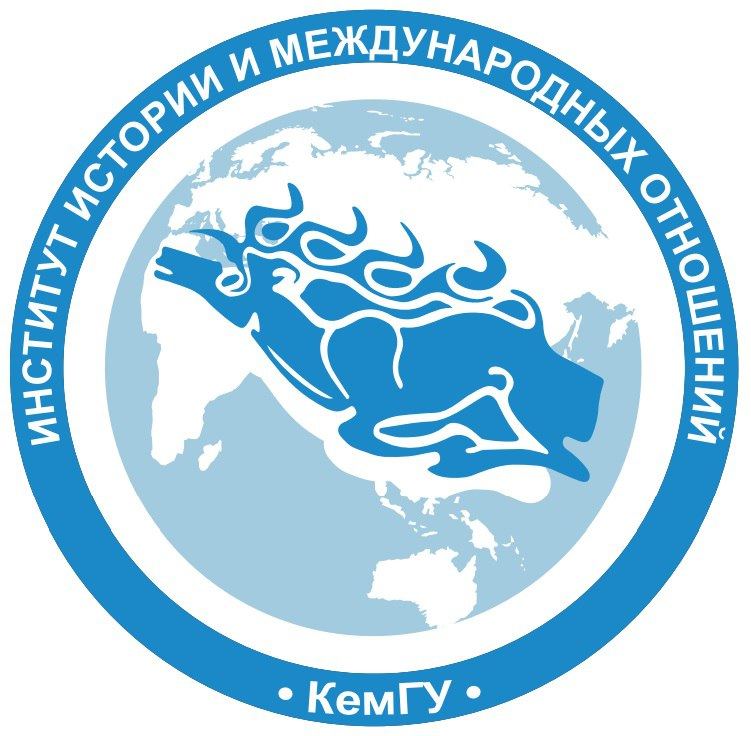 ИНСТИТУТ ИСТОРИИ И МЕЖДУНАРОДНЫХ ОТНОШЕНИЙ
• КемГУ •